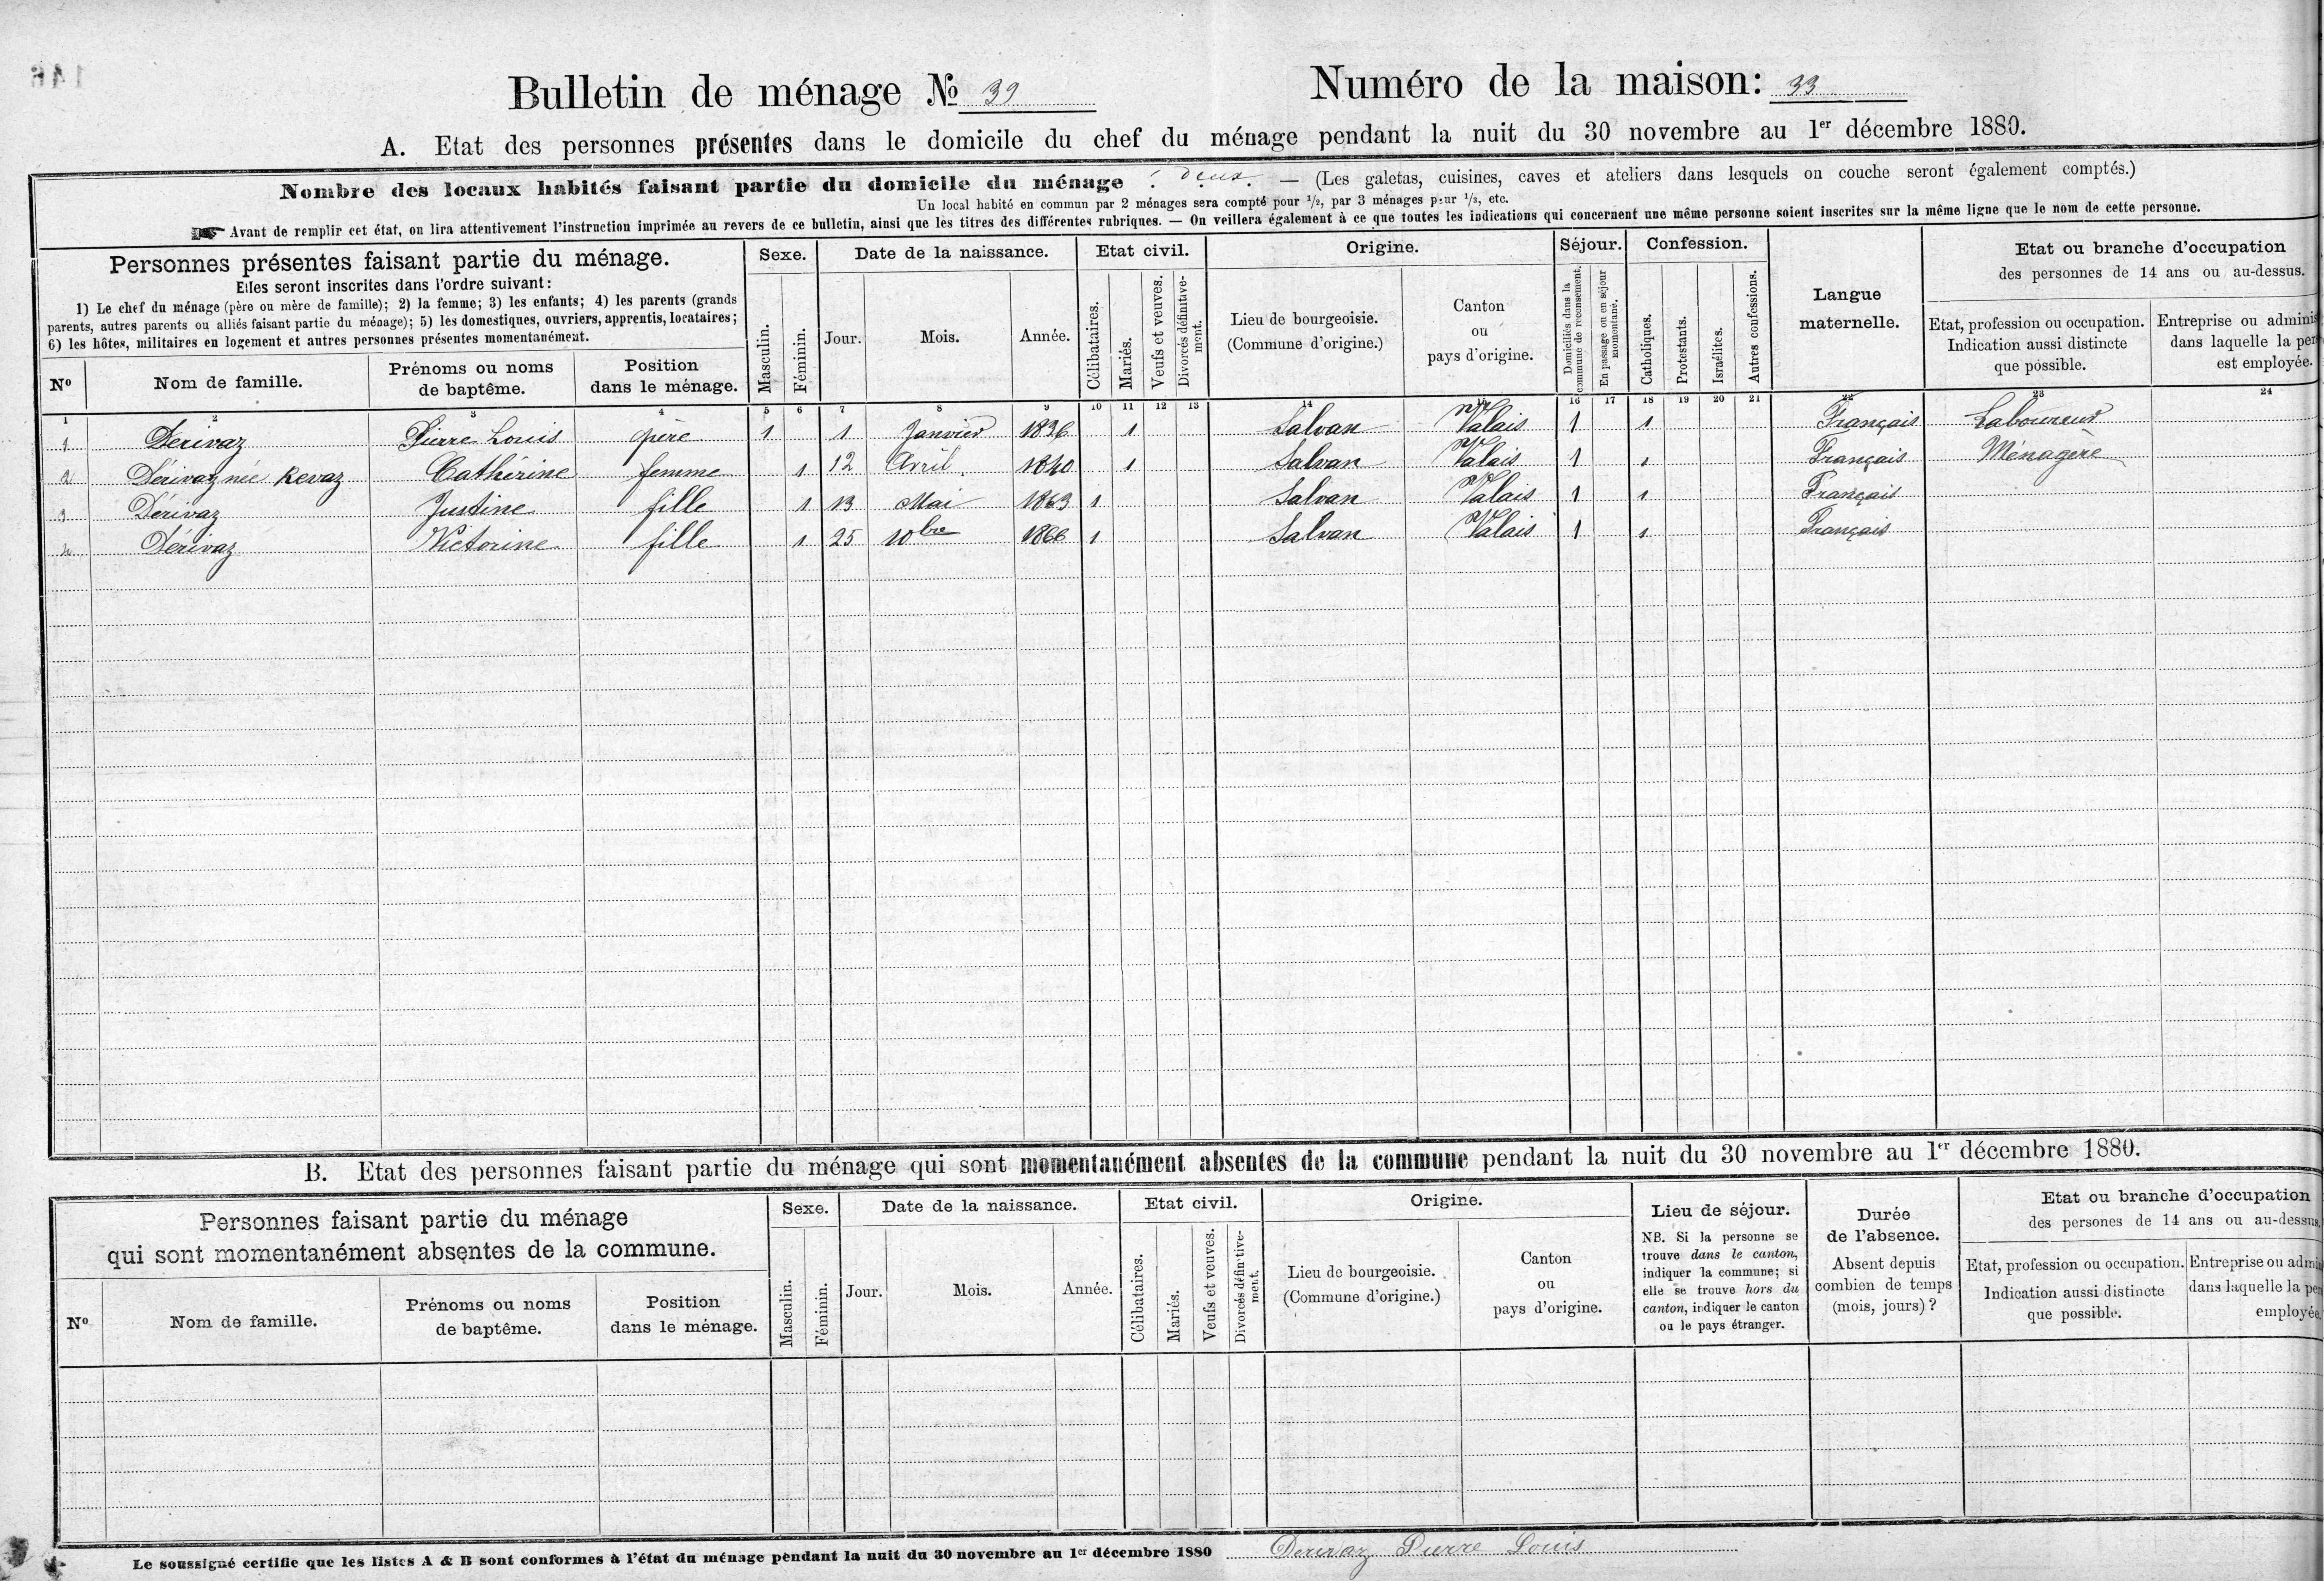 146
Bulletin de ménage № 39 Numéro de la maison: 33
A. Etat des personnes présentes dans le domicile du chef du ménage pendant la nuit du 30 novembre au 1er décembre 1880.
Nombre des locaux habités faisant partie du domicile du ménage : deux. — (Les galetas, cuisines, caves et ateliers dans lesquels on couche seront également comptés.)
Un local habité en commun par 2 ménages sera compté pour 1/2, par 3 ménages pour 1/3, etc.
Avant de remplir cet état, on lira attentivement l'instruction imprimée au revers de ce bulletin, ainsi que les titres des différentes rubriques. — On veillera également à ce que toutes les indications qui concernent une même personne soient inscrites sur la même ligne que le nom de cette personne.
Personnes présentes faisant partie du ménage.
Elles seront inscrites dans l'ordre suivant:
1) Le chef du ménage (père ou mère de famille); 2) la femme; 3) les enfants; 4) les parents (grands
parents, autres parents ou alliés faisant partie du ménage); 5) les domestiques, ouvriers, apprentis, locataires;
6) les hôtes, militaires en logement et autres personnes présentes momentanément.
No
Nom de famille.
Prénoms ou noms
de baptême.
Position
dans le ménage.
Sexe.
Masculin.
Féminin.
Date de la naissance.
Jour.
Mois.
Année.
Etat civil.
Célibataires.
Mariés.
Veufs et veuves.
Divorcés définitive-
ment.
Origine.
Lieu de bourgeoisie.
(Commune d'origine.)
Canton
ou
pays d'origine.
Séjour.
Domiciliés dans la
commune de recensement.
En passage ou en séjour
momentané.
Confession.
Catholiques.
Protestants.
Israélites.
Autres confessions.
Langue
maternelle.
Etat ou branche d'occupation
des personnes de 14 ans ou au-dessus.
Etat, profession ou occupation.
Indication aussi distincte
que possible.
Entreprise ou adminis
dans laquelle la per
est employée.
1 2 3 4 5 6 7 8 9 10 11 12 13 14 15 16 17 18 19 20 21 22 23 24
1 Dérivaz Pierre Louis père 1 1 Janvier 1836 1 Salvan Valais 1 1 Français Laboureur
2 Dérivaz née Revaz Cathérine femme 1 12 Avril 1840 1 Salvan Valais 1 1 Français Ménagère
3 Dérivaz Justine fille 1 13 Mai 1863 1 Salvan Valais 1 1 Français
4 Dérivaz Victorine fille 1 25 10bre 1866 1 Salvan Valais 1 1 Français
B. Etat des personnes faisant partie du ménage qui sont momentanément absentes de la commune pendant la nuit du 30 novembre au 1er décembre 1880.
Personnes faisant partie du ménage
qui sont momentanément absentes de la commune.
No
Nom de famille.
Prénoms ou noms
de baptême.
Position
dans le ménage.
Sexe.
Masculin.
Féminin.
Date de la naissance.
Jour.
Mois.
Année.
Etat civil.
Célibataires.
Mariés.
Veufs et veuves.
Divorcés définitive-
ment.
Origine.
Lieu de bourgeoisie.
(Commune d'origine.)
Canton
ou
pays d'origine.
Lieu de séjour.
NB. Si la personne se
trouve dans le canton,
indiquer la commune; si
elle se trouve hors du
canton, indiquer le canton
ou le pays étranger.
Durée
de l'absence.
Absent depuis
combien de temps
(mois, jours)?
Etat ou branche d'occupation
des persones de 14 ans ou au-dessus.
Etat, profession ou occupation.
Indication aussi distincte
que possible.
Entreprise ou admi
dans laquelle la per
employée.
Le soussigné certifie que les listes A & B sont conformes à l'état du ménage pendant la nuit du 30 novembre au 1er décembre 1880 Derivaz Pierre Louis